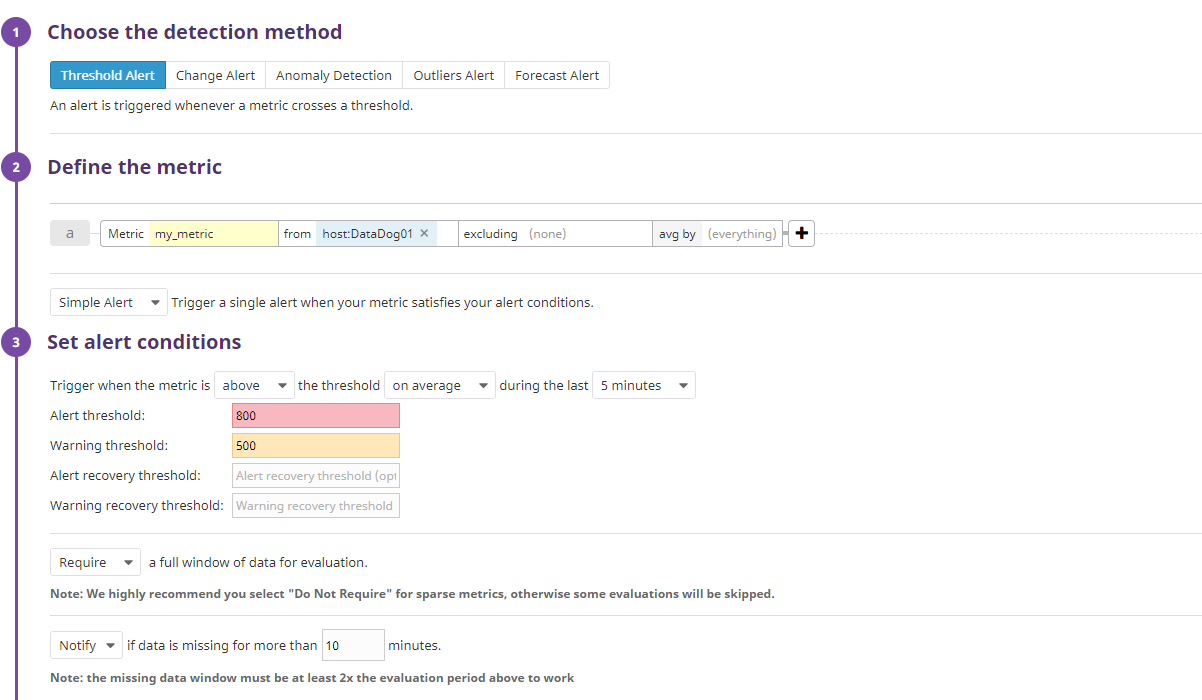 1 Choose the detection method
Threshold Alert Change Alert Anomaly Detection Outliers Alert Forecast Alert
An alert is triggered whenever a metric crosses a threshold.
2 Define the metric
a Metric my_metric from host:DataDog01 × excluding (none) avg by (everything) +
Simple Alert Trigger a single alert when your metric satisfies your alert conditions.
3 Set alert conditions
Trigger when the metric is above the threshold on average during the last 5 minutes
Alert threshold: 800
Warning threshold: 500
Alert recovery threshold: Alert recovery threshold (opt
Warning recovery threshold: Warning recovery threshold
Require a full window of data for evaluation.
Note: We highly recommend you select "Do Not Require" for sparse metrics, otherwise some evaluations will be skipped.
Notify if data is missing for more than 10 minutes.
Note: the missing data window must be at least 2x the evaluation period above to work